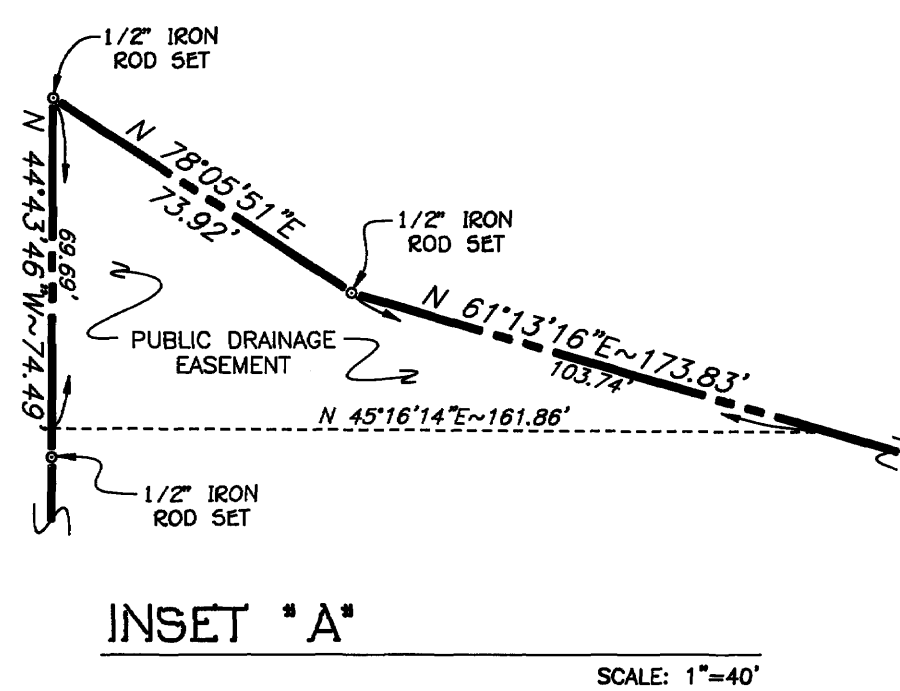 1/2" IRON
ROD SET
N 44°43'46"W~74.49'
69.69'
N 78°05'51"E
73.92'
1/2" IRON
ROD SET
N 61°13'16"E~173.83'
103.74'
PUBLIC DRAINAGE
EASEMENT
N 45°16'14"E~161.86'
1/2" IRON
ROD SET
INSET "A"
SCALE: 1"=40'